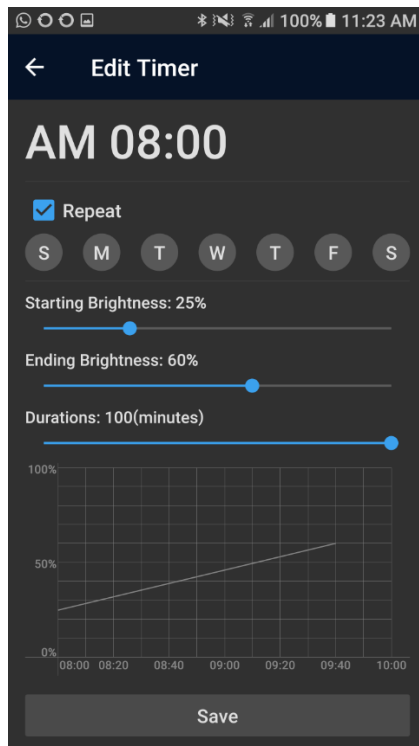 100% 11:23 AM
Edit Timer
AM 08:00
Repeat
S M T W T F S
Starting Brightness: 25%
Ending Brightness: 60%
Durations: 100(minutes)
100%
50%
0%
08:00 08:20 08:40 09:00 09:20 09:40 10:00
Save